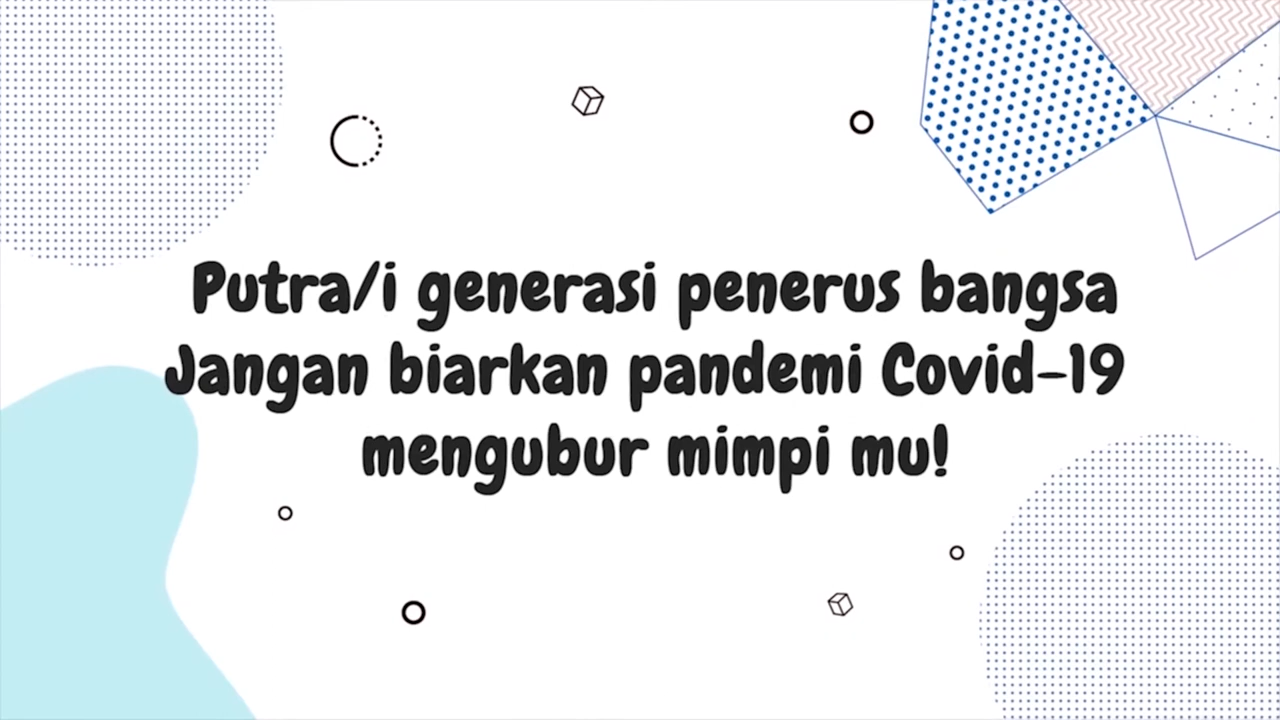 Putra/i generasi penerus bangsa
Jangan biarkan pandemi Covid-19
mengubur mimpi mu!